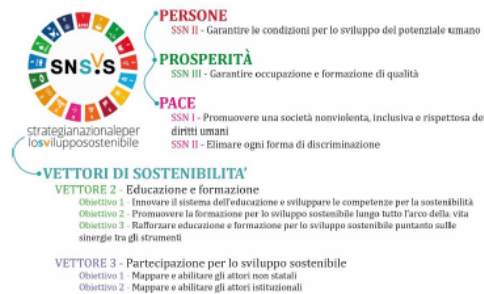 PERSONE
SSN II - Garantire le condizioni per lo sviluppo del potenziale umano
PROSPERITÀ
SSN III - Garantire occupazione e formazione di qualità
PACE
SSN I - Promuovere una società nonviolenta, inclusiva e rispettosa dei
diritti umani
SSN II - Elimare ogni forma di discriminazione
SNSVS
strategianazionaleper
losvilupposostenibile
VETTORI DI SOSTENIBILITA'
VETTORE 2 - Educazione e formazione
Obiettivo 1 - Innovare il sistema dell'educazione e sviluppare le competenze per la sostenibilità
Obiettivo 2 - Promuovere la formazione per lo sviluppo sostenibile lungo tutto l'arco della vita
Obiettivo 3 - Rafforzare educazione e formazione per lo sviluppo sostenibile puntanto sulle
sinergie tra gli strumenti
VETTORE 3 - Partecipazione per lo sviluppo sostenibile
Obiettivo 1 - Mappare e abilitare gli attori non statali
Obiettivo 2 - Mappare e abilitare gli attori istituzionali